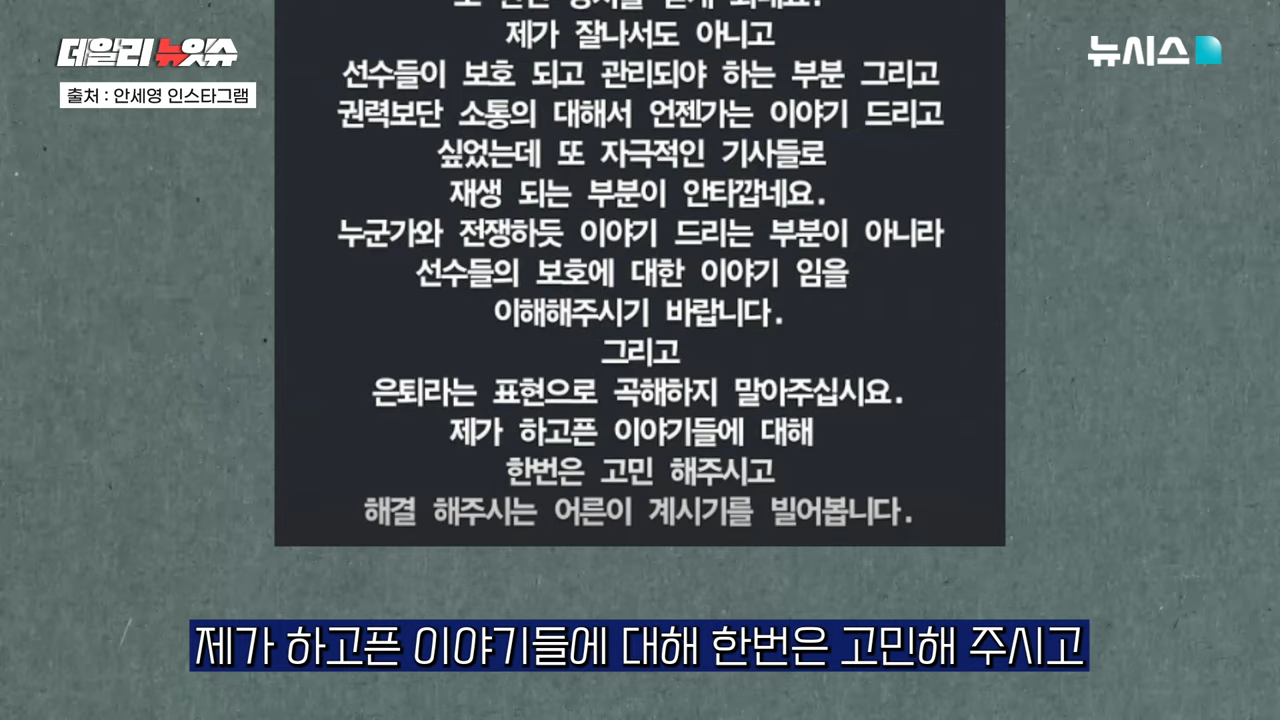 데일리 뉴잇슈
뉴시스
출처 : 안세영 인스타그램
제가 잘나서도 아니고
선수들이 보호 되고 관리되야 하는 부분 그리고
권력보단 소통의 대해서 언젠가는 이야기 드리고
싶었는데 또 자극적인 기사들로
재생 되는 부분이 안타깝네요.
누군가와 전쟁하듯 이야기 드리는 부분이 아니라
선수들의 보호에 대한 이야기 임을
이해해주시기 바랍니다.
그리고
은퇴라는 표현으로 곡해하지 말아주십시요.
제가 하고픈 이야기들에 대해
한번은 고민 해주시고
해결 해주시는 어른이 계시기를 빌어봅니다.
제가 하고픈 이야기들에 대해 한번은 고민해 주시고